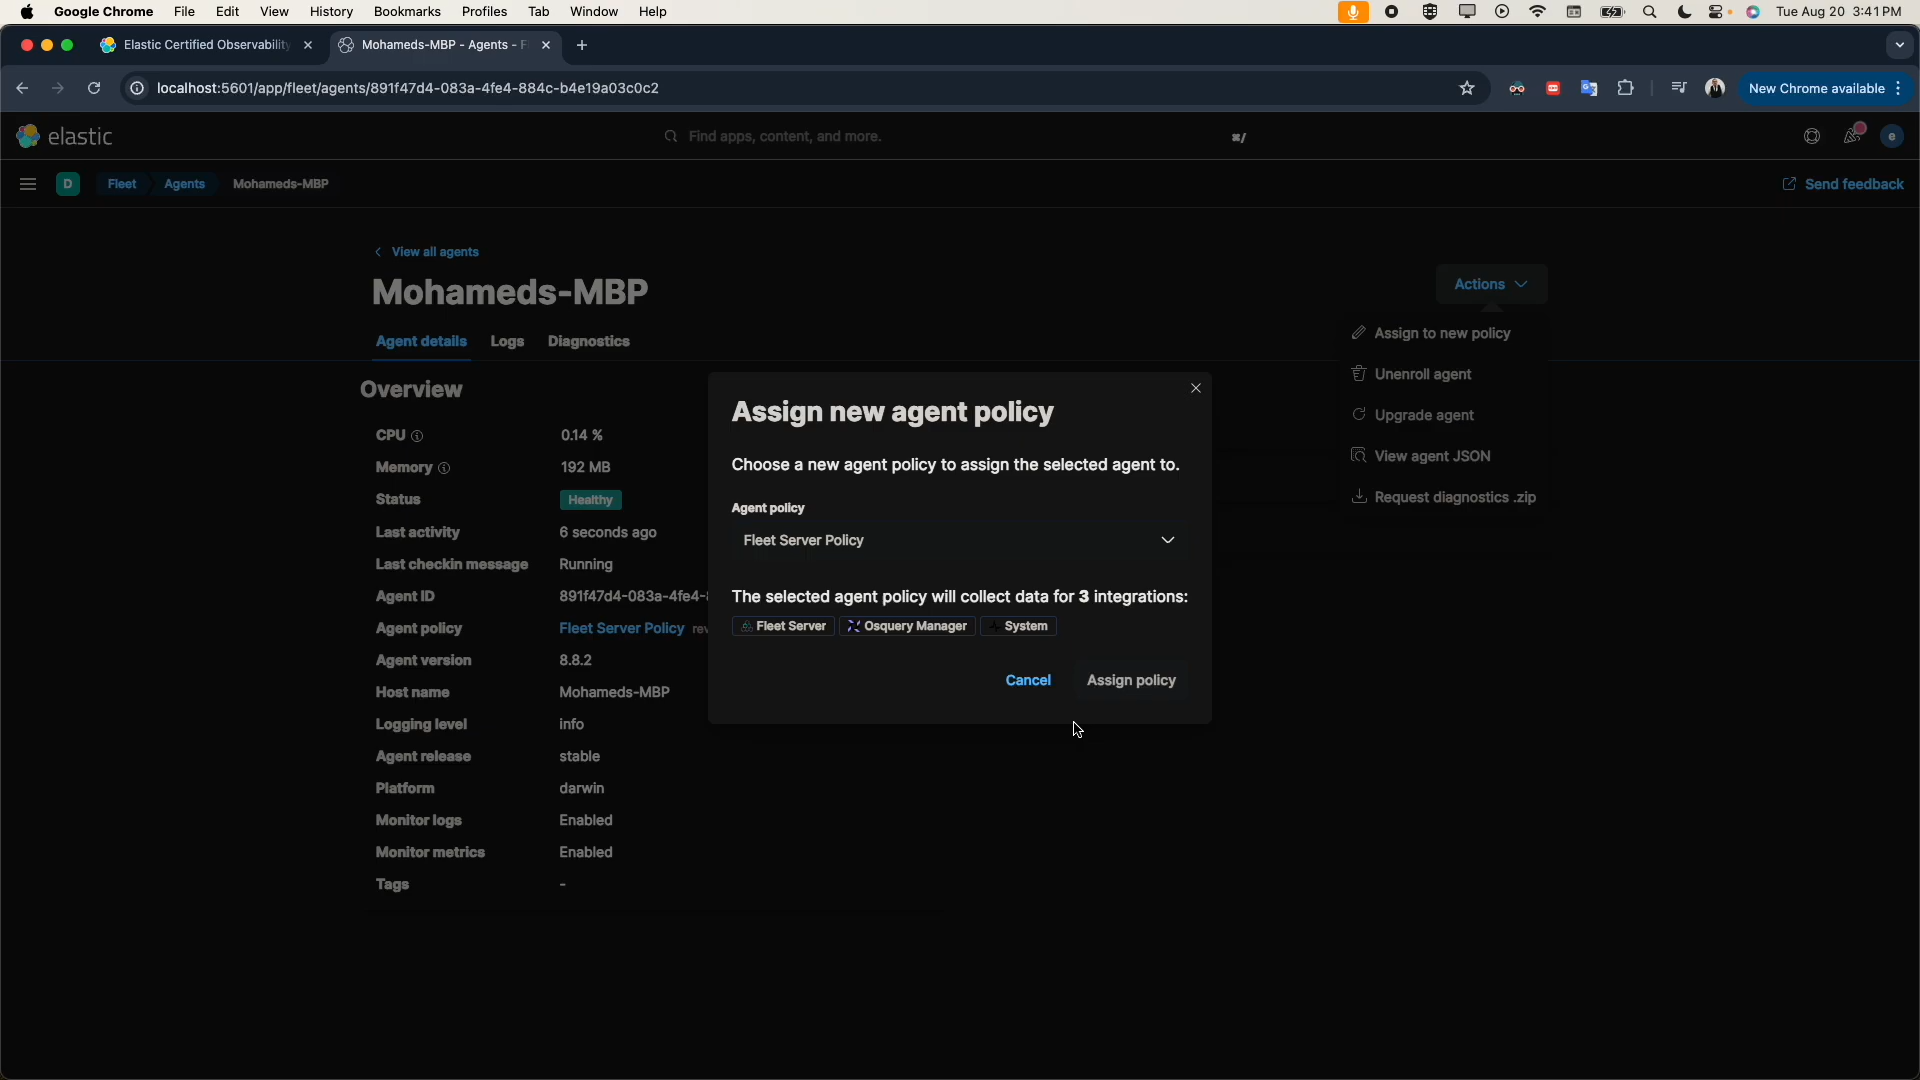 Google Chrome File Edit View History Bookmarks Profiles Tab Window Help Tue Aug 20 3:41 PM
Elastic Certified Observability Mohameds-MBP - Agents - F
localhost:5601/app/fleet/agents/891f47d4-083a-4fe4-884c-b4e19a03c0c2 New Chrome available
elastic Find apps, content, and more. ⌘/ e
D Fleet Agents Mohameds-MBP Send feedback
View all agents
Mohameds-MBP
Actions
Agent details Logs Diagnostics
Assign to new policy
Unenroll agent
Upgrade agent
View agent JSON
Request diagnostics .zip
Overview
CPU 0.14 %
Memory 192 MB
Status Healthy
Last activity 6 seconds ago
Last checkin message Running
Agent ID 891f47d4-083a-4fe4-
Agent policy Fleet Server Policy rev
Agent version 8.8.2
Host name Mohameds-MBP
Logging level info
Agent release stable
Platform darwin
Monitor logs Enabled
Monitor metrics Enabled
Tags -
Assign new agent policy
Choose a new agent policy to assign the selected agent to.
Agent policy
Fleet Server Policy
The selected agent policy will collect data for 3 integrations:
Fleet Server Osquery Manager System
Cancel Assign policy